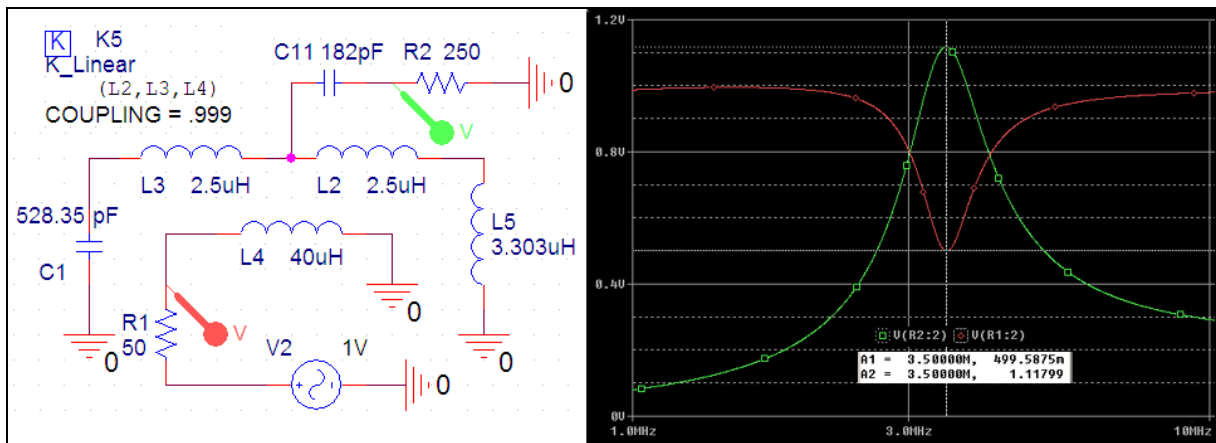 K K5
K_Linear
(L2,L3,L4)
COUPLING = .999
C11 182pF
R2 250
0
V
L3 2.5uH
L2 2.5uH
528.35 pF
C1
0
L4 40uH
0
L5
3.303uH
0
R1
50
V
V2 1V
0
1.2V
0.8V
0.4V
0V
V(R2:2) V(R1:2)
A1 = 3.50000M, 499.5875m
A2 = 3.50000M, 1.11799
1.0MHz 3.0MHz 10MHz